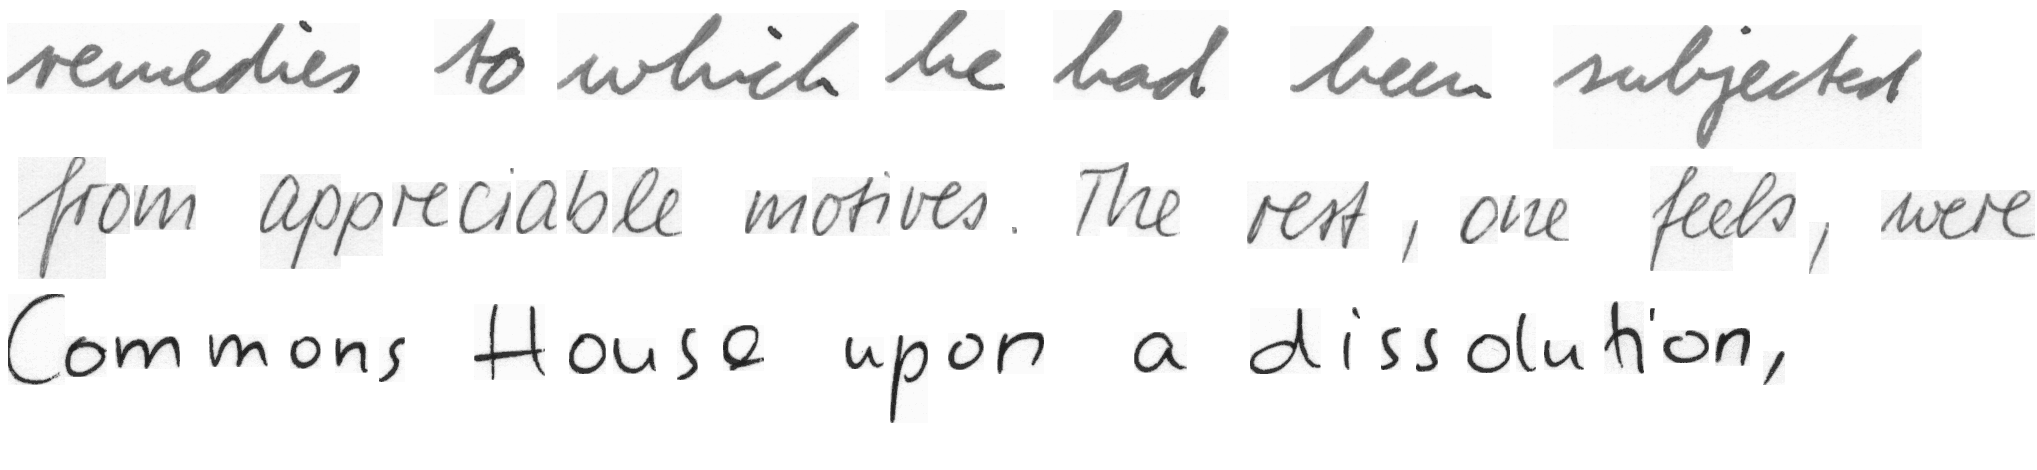 remedies to which he had been subjected
from appreciable motives. The rest, one feels, were
Commons House upon a dissolution,